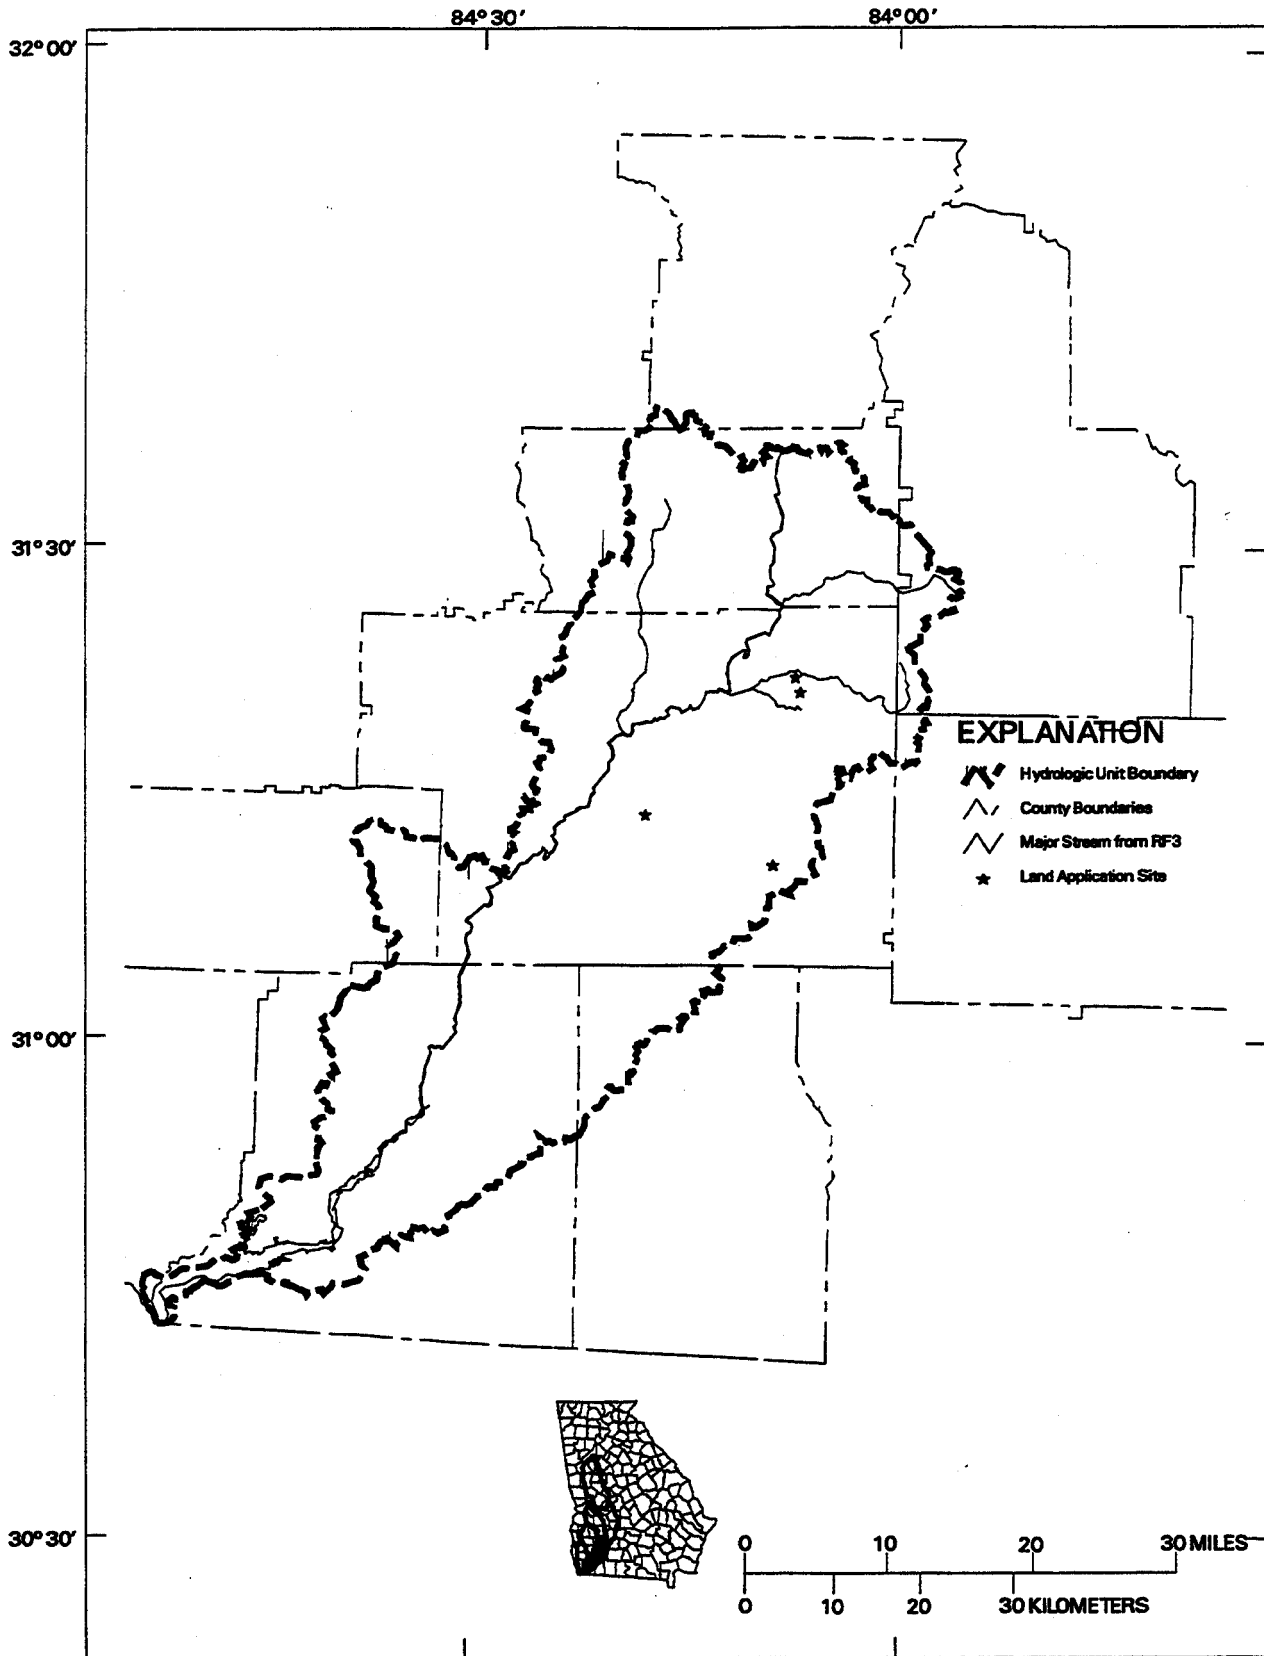 84°30′ 84°00′
32°00′
31°30′
EXPLANATION
Hydrologic Unit Boundary
County Boundaries
Major Stream from RF3
Land Application Site
31°00′
30°30′
0 10 20 30 MILES
0 10 20 30 KILOMETERS